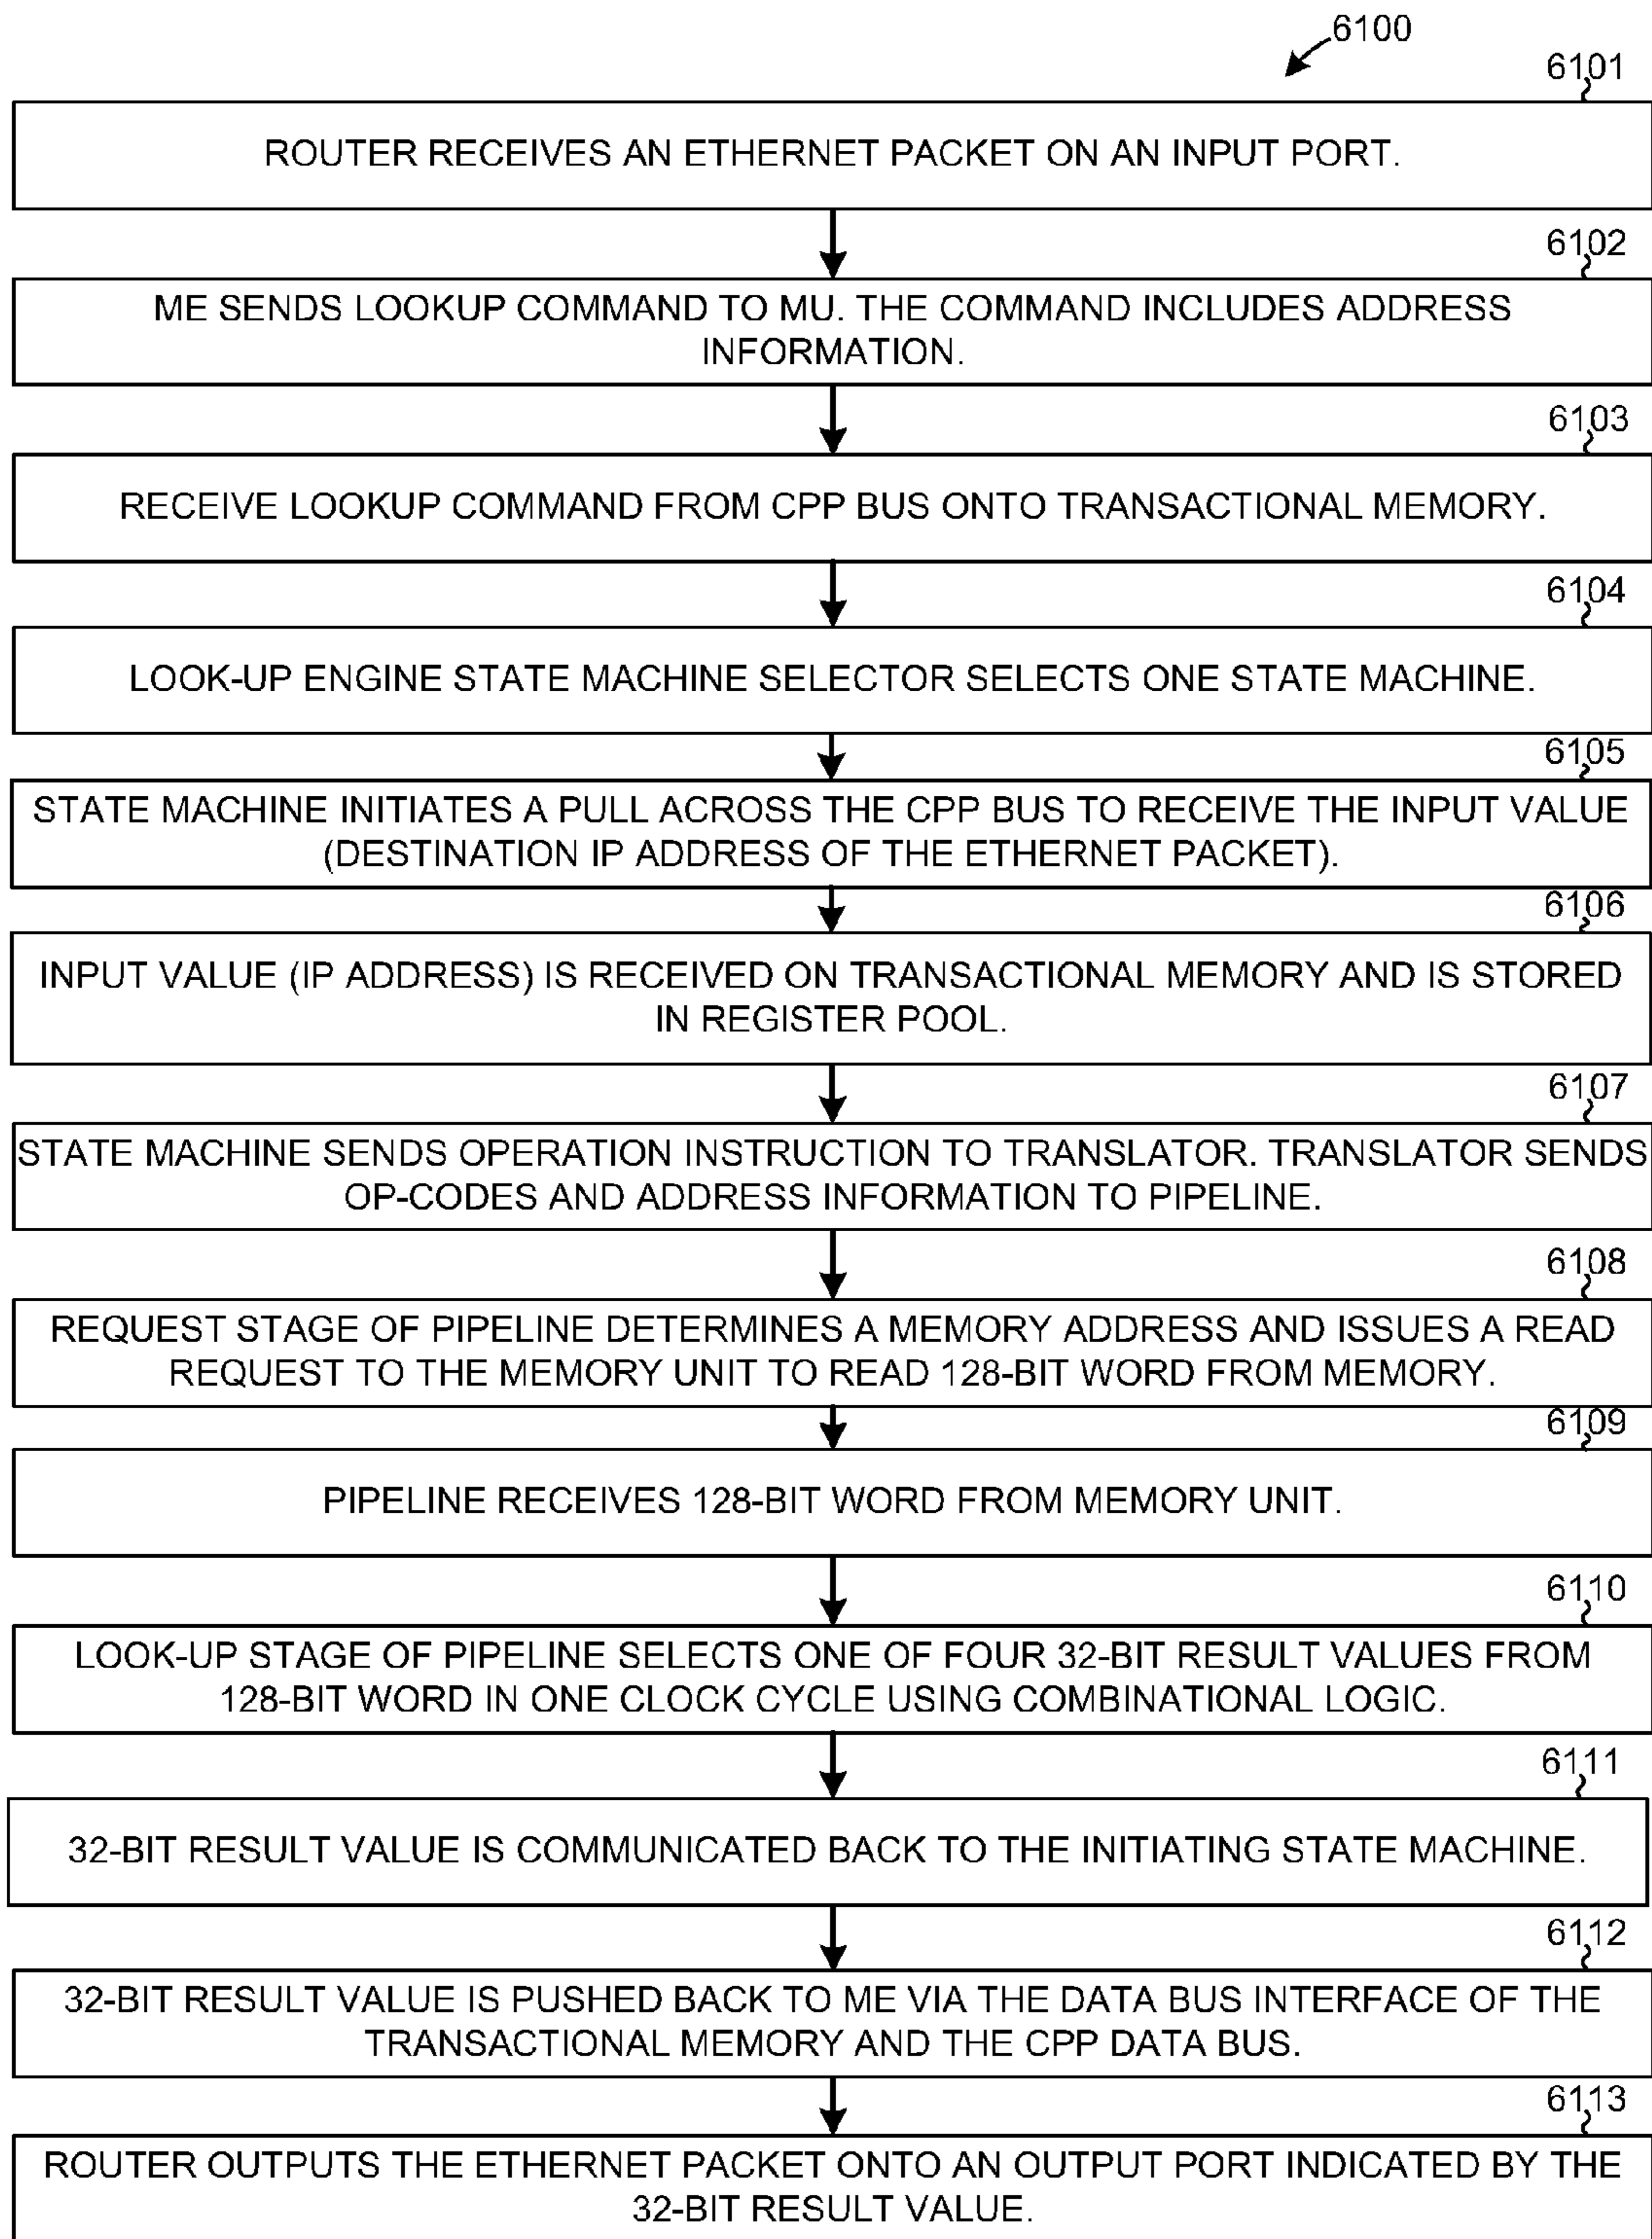 6100
6101
ROUTER RECEIVES AN ETHERNET PACKET ON AN INPUT PORT.
6102
ME SENDS LOOKUP COMMAND TO MU. THE COMMAND INCLUDES ADDRESS
INFORMATION.
6103
RECEIVE LOOKUP COMMAND FROM CPP BUS ONTO TRANSACTIONAL MEMORY.
6104
LOOK-UP ENGINE STATE MACHINE SELECTOR SELECTS ONE STATE MACHINE.
6105
STATE MACHINE INITIATES A PULL ACROSS THE CPP BUS TO RECEIVE THE INPUT VALUE
(DESTINATION IP ADDRESS OF THE ETHERNET PACKET).
6106
INPUT VALUE (IP ADDRESS) IS RECEIVED ON TRANSACTIONAL MEMORY AND IS STORED
IN REGISTER POOL.
6107
STATE MACHINE SENDS OPERATION INSTRUCTION TO TRANSLATOR. TRANSLATOR SENDS
OP-CODES AND ADDRESS INFORMATION TO PIPELINE.
6108
REQUEST STAGE OF PIPELINE DETERMINES A MEMORY ADDRESS AND ISSUES A READ
REQUEST TO THE MEMORY UNIT TO READ 128-BIT WORD FROM MEMORY.
6109
PIPELINE RECEIVES 128-BIT WORD FROM MEMORY UNIT.
6110
LOOK-UP STAGE OF PIPELINE SELECTS ONE OF FOUR 32-BIT RESULT VALUES FROM
128-BIT WORD IN ONE CLOCK CYCLE USING COMBINATIONAL LOGIC.
6111
32-BIT RESULT VALUE IS COMMUNICATED BACK TO THE INITIATING STATE MACHINE.
6112
32-BIT RESULT VALUE IS PUSHED BACK TO ME VIA THE DATA BUS INTERFACE OF THE
TRANSACTIONAL MEMORY AND THE CPP DATA BUS.
6113
ROUTER OUTPUTS THE ETHERNET PACKET ONTO AN OUTPUT PORT INDICATED BY THE
32-BIT RESULT VALUE.